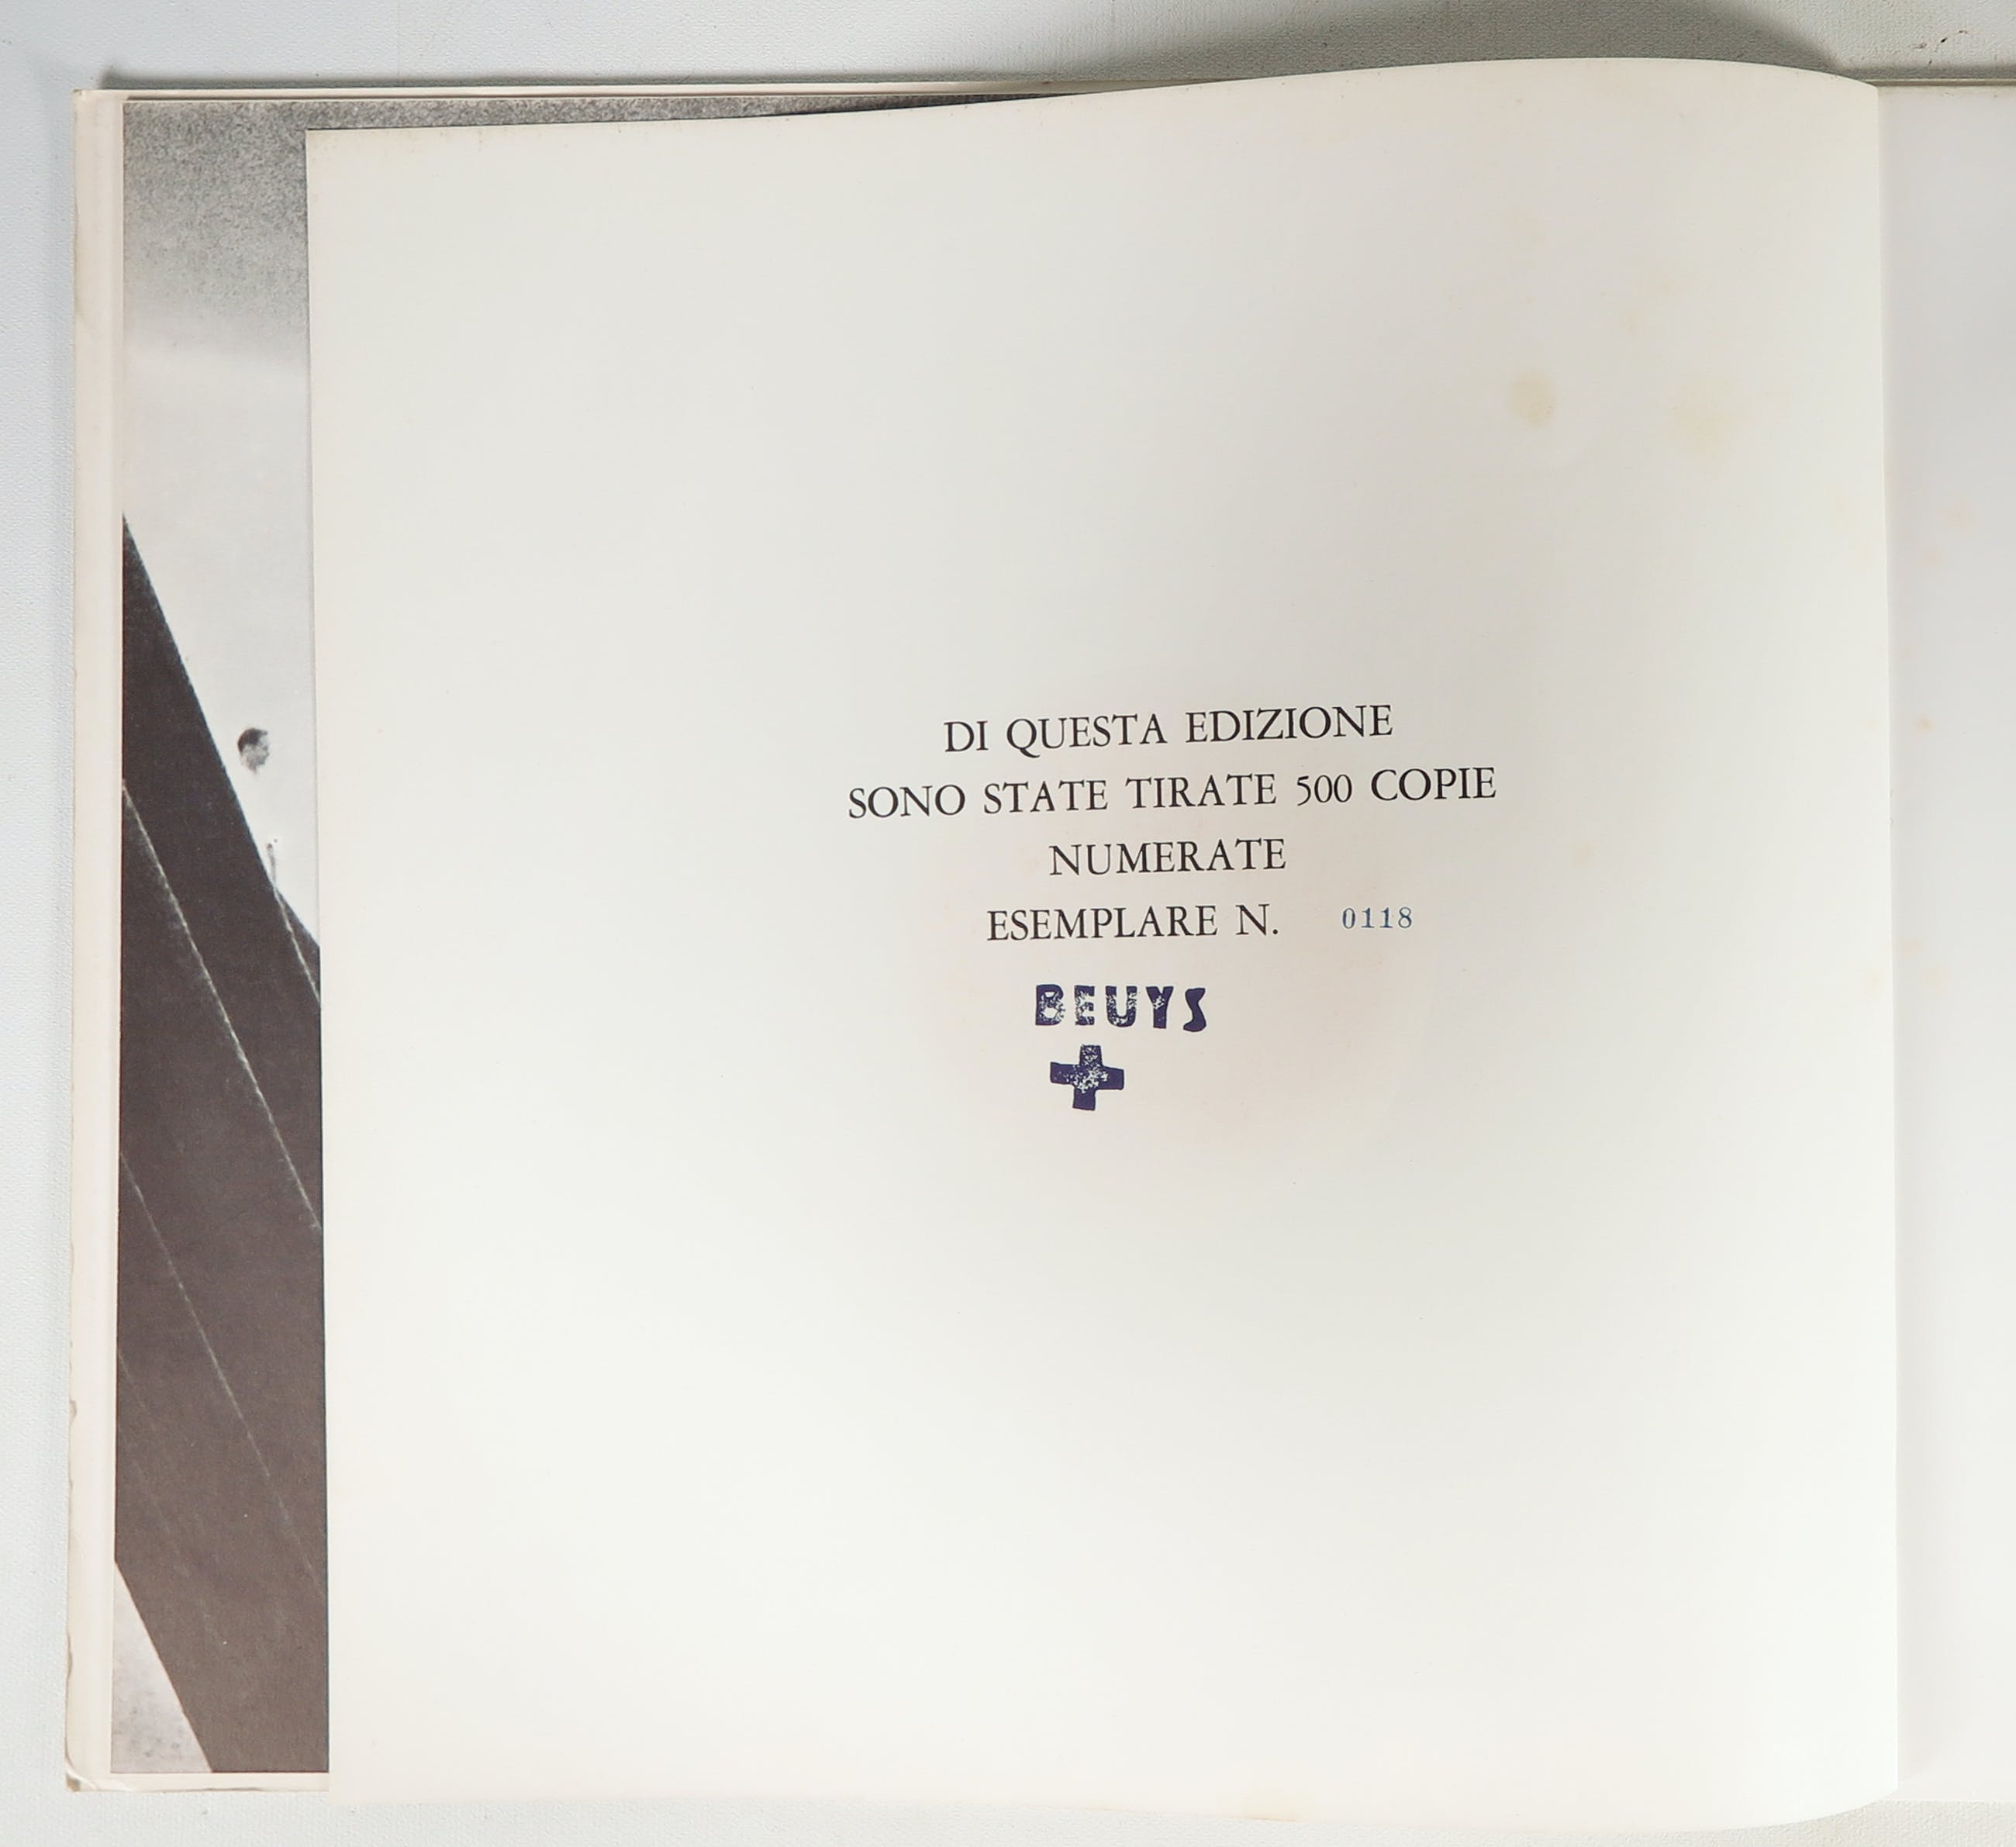 DI QUESTA EDIZIONE
SONO STATE TIRATE 500 COPIE
NUMERATE
ESEMPLARE N. 0118
BEUYS